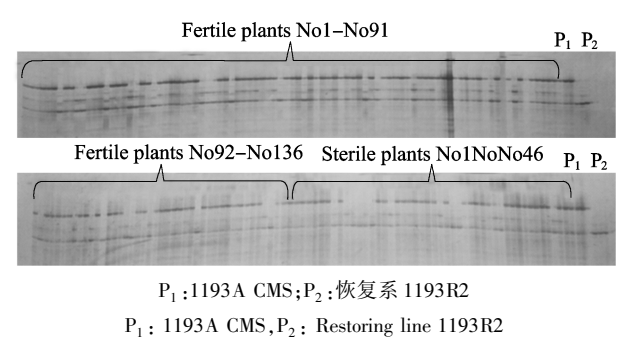 Fertile plants No1-No91
P1 P2
Fertile plants No92-No136 Sterile plants No1NoNo46 P1 P2
P1:1193A CMS;P2:恢复系 1193R2
P1: 1193A CMS,P2: Restoring line 1193R2